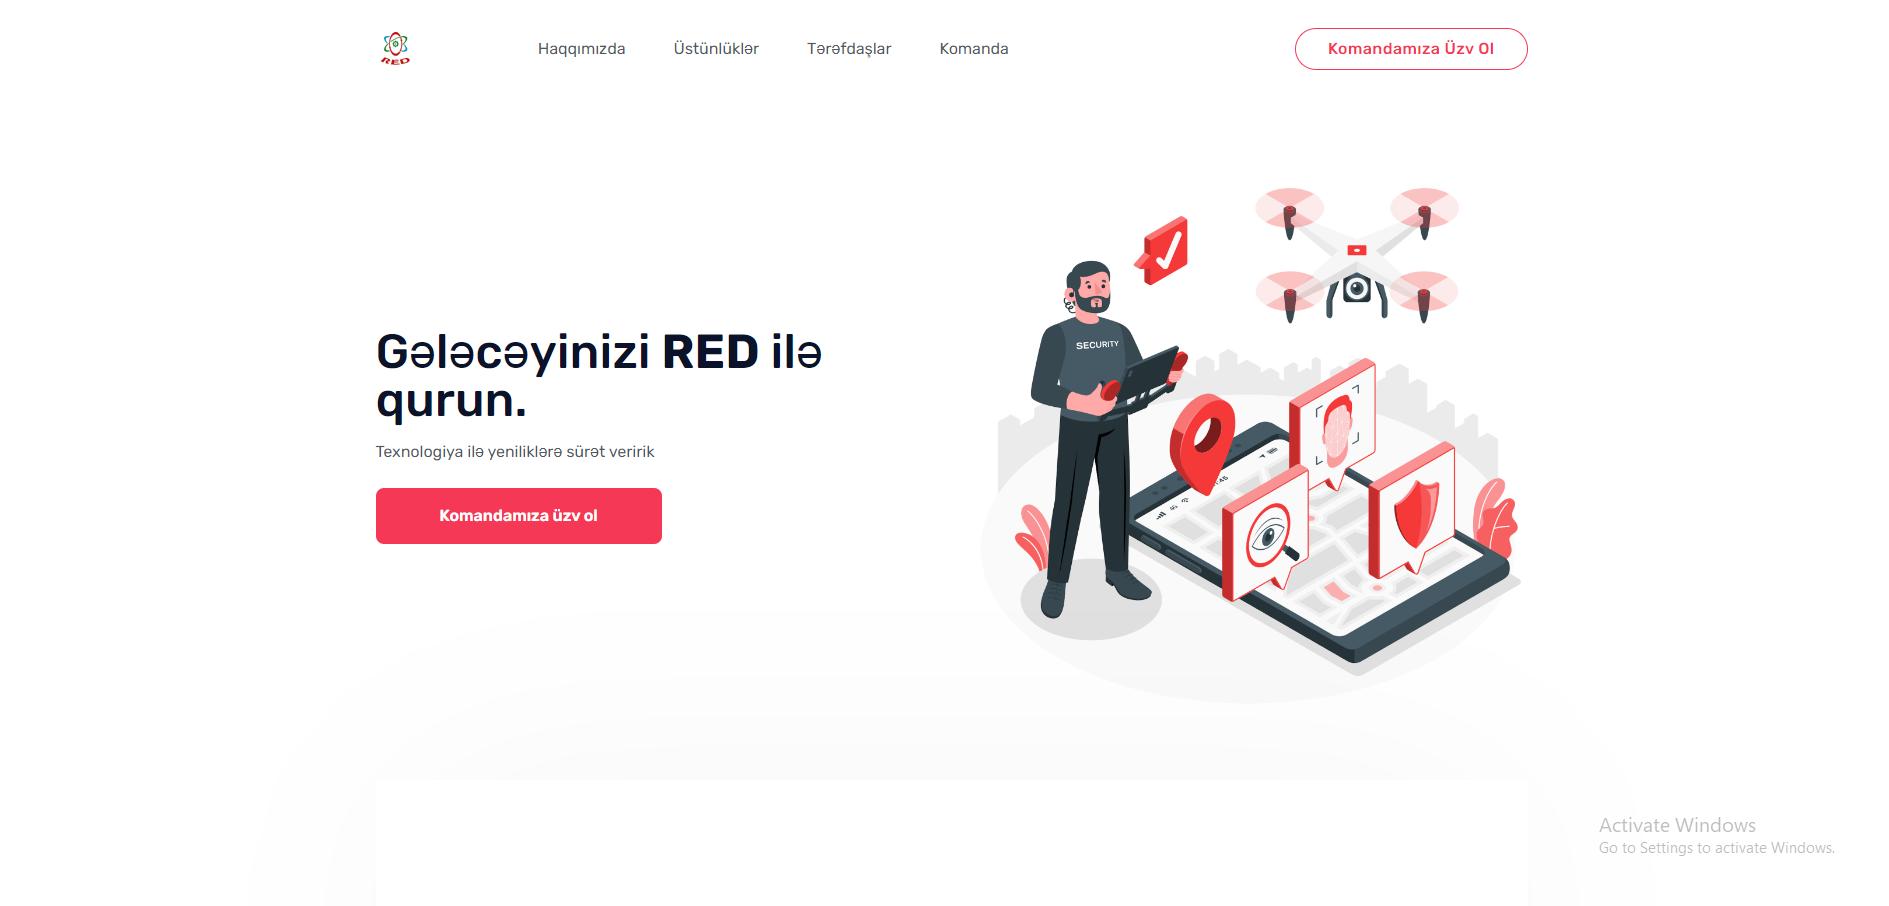 RED
Haqqımızda
Üstünlüklər
Tərəfdaşlar
Komanda
Komandamıza Üzv Ol
Gələcəyinizi RED ilə
qurun.
Texnologiya ilə yeniliklərə sürət veririk
Komandamıza üzv ol
SECURITY
4G
Activate Windows
Go to Settings to activate Windows.